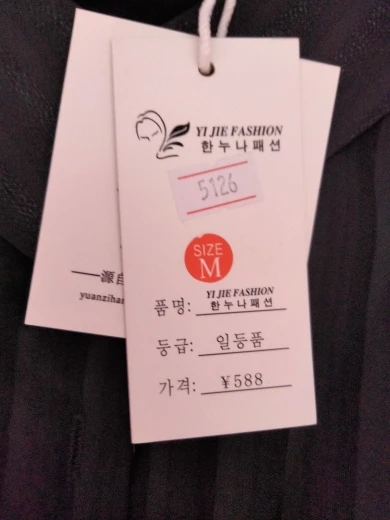 YI JIE FASHION
한누나패션
5126
SIZE
M
YI JIE FASHION
품명: 한누나패션
등급: 일등품
가격: ¥588
——源自
yuanzihan